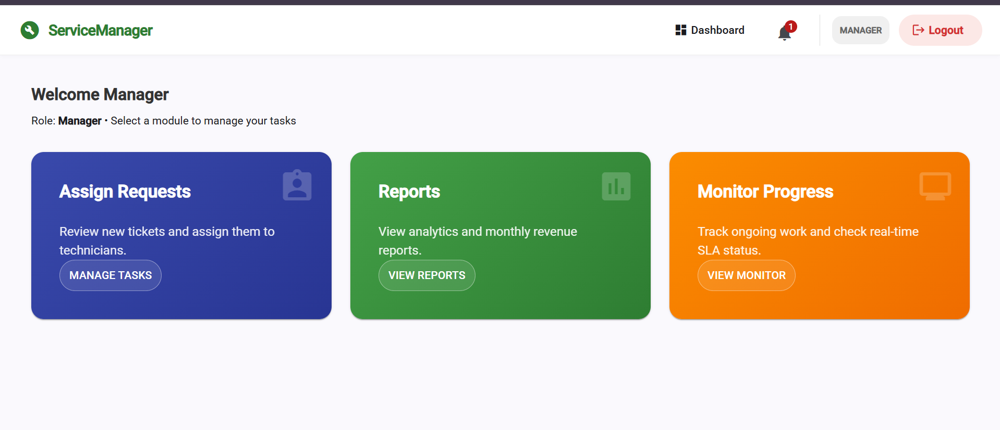 ServiceManager
Dashboard
1
MANAGER
Logout
Welcome Manager
Role: Manager • Select a module to manage your tasks
Assign Requests
Review new tickets and assign them to
technicians.
MANAGE TASKS
Reports
View analytics and monthly revenue
reports.
VIEW REPORTS
Monitor Progress
Track ongoing work and check real-time
SLA status.
VIEW MONITOR